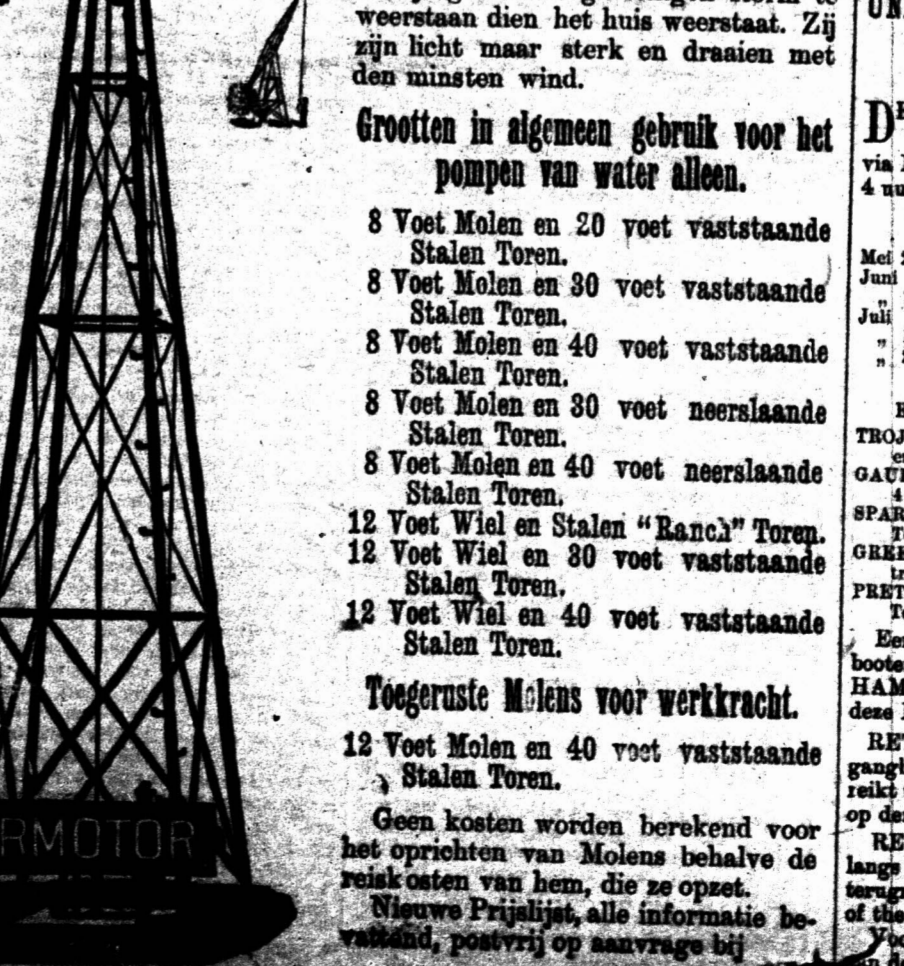 weerstaan dien het huis weerstaat. Zij
zijn licht maar sterk en draaien met
den minsten wind.
Grootten in algemeen gebruik voor het
pompen van water alleen.
8 Voet Molen en 20 voet vaststaande
Stalen Toren.
8 Voet Molen en 30 voet vaststaande
Stalen Toren.
8 Voet Molen en 40 voet vaststaande
Stalen Toren.
8 Voet Molen en 30 voet neerslaande
Stalen Toren.
8 Voet Molen en 40 voet neerslaande
Stalen Toren.
12 Voet Wiel en Stalen "Ranch" Toren.
12 Voet Wiel en 30 voet vaststaande
Stalen Toren.
12 Voet Wiel en 40 voet vaststaande
Stalen Toren.
Toegeruste Molens voor werkkracht.
12 Voet Molen en 40 voet vaststaande
Stalen Toren.
Geen kosten worden berekend voor
het oprichten van Molens behalve de
reiskosten van hem, die ze opzet.
Nieuwe Prijslijst, alle informatie be-
vattend, postvrij op aanvrage bij
RMOTOR
via
4
Met
Juni
"
Juli
"
"
TROJ
GAUL
4
SPAR
GREE
PRET
Een
boote
HAM
deze
RE
gangb
reikt
op de
RE
langs
terug
of the